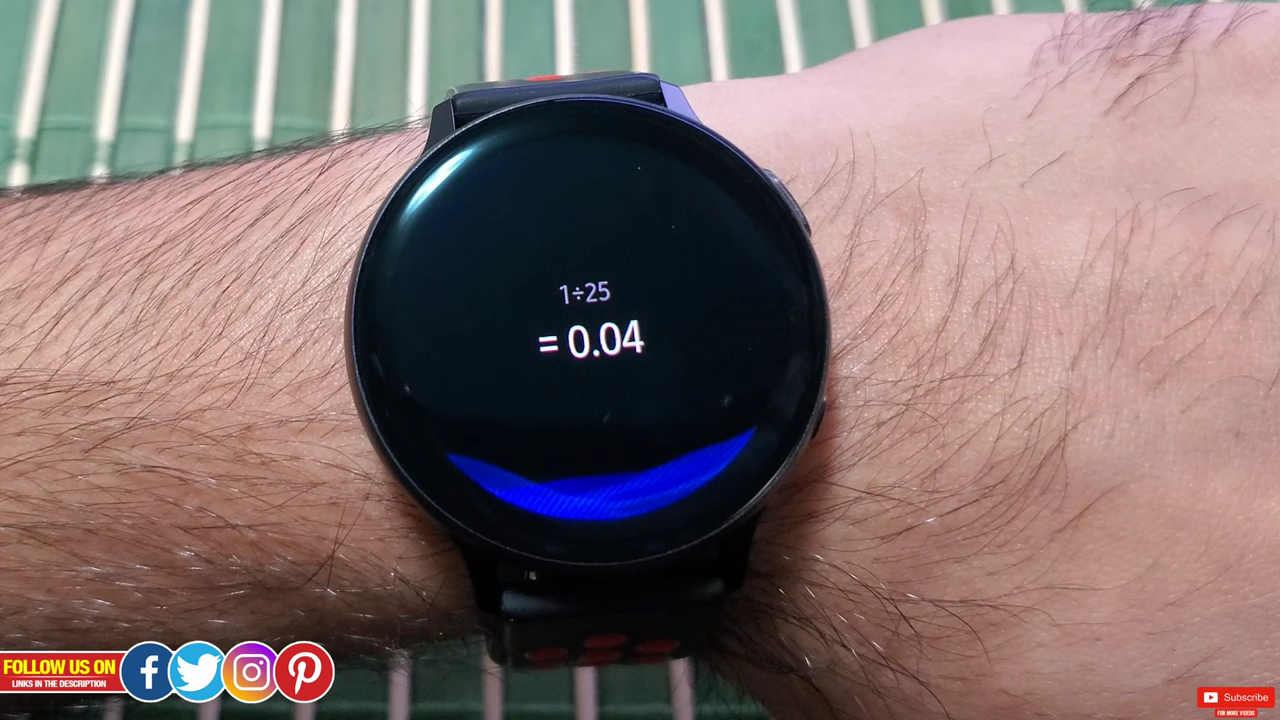 1÷25
= 0.04
FOLLOW US ON
LINKS IN THE DESCRIPTION
Subscribe
FOR MORE VIDEOS